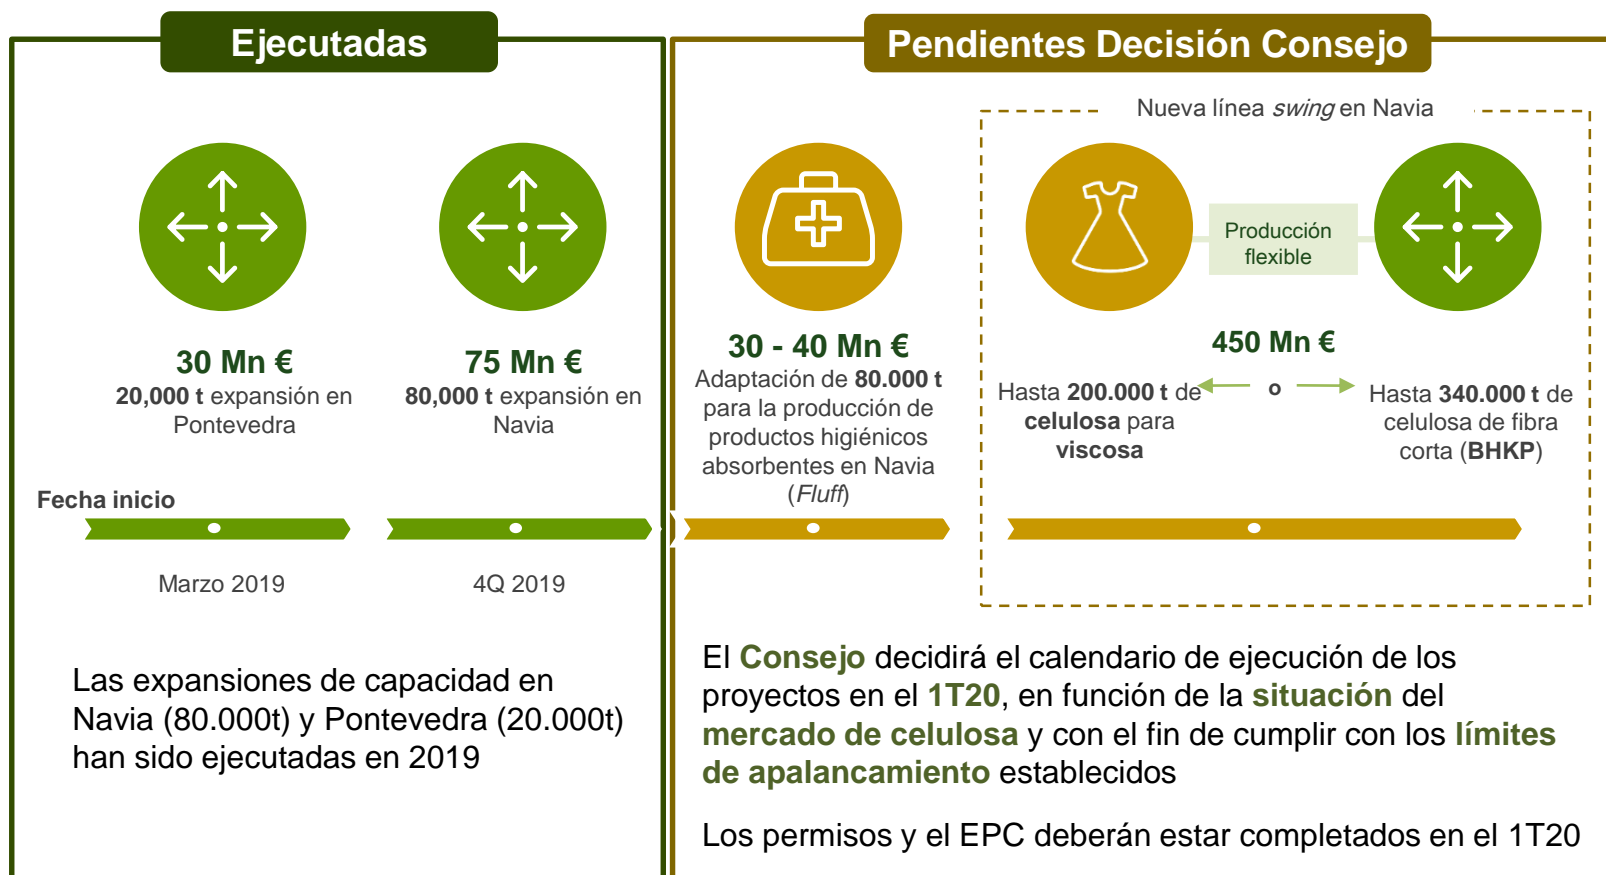 Ejecutadas
30 Mn €
20,000 t expansión en
Pontevedra
75 Mn €
80,000 t expansión en
Navia
Fecha inicio
Marzo 2019
4Q 2019
Las expansiones de capacidad en
Navia (80.000t) y Pontevedra (20.000t)
han sido ejecutadas en 2019
Pendientes Decisión Consejo
30 - 40 Mn €
Adaptación de 80.000 t
para la producción de
productos higiénicos
absorbentes en Navia
(Fluff)
Nueva línea swing en Navia
Producción
flexible
450 Mn €
Hasta 200.000 t de
celulosa para
viscosa
o
Hasta 340.000 t de
celulosa de fibra
corta (BHKP)
El Consejo decidirá el calendario de ejecución de los
proyectos en el 1T20, en función de la situación del
mercado de celulosa y con el fin de cumplir con los límites
de apalancamiento establecidos
Los permisos y el EPC deberán estar completados en el 1T20